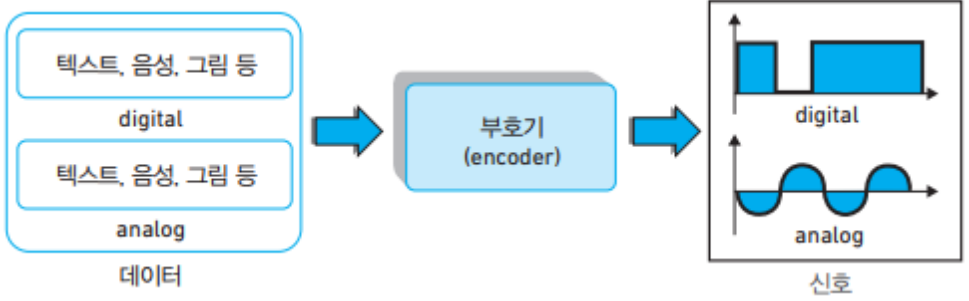 텍스트, 음성, 그림 등
digital
텍스트, 음성, 그림 등
analog
데이터
부호기
(encoder)
digital
analog
신호